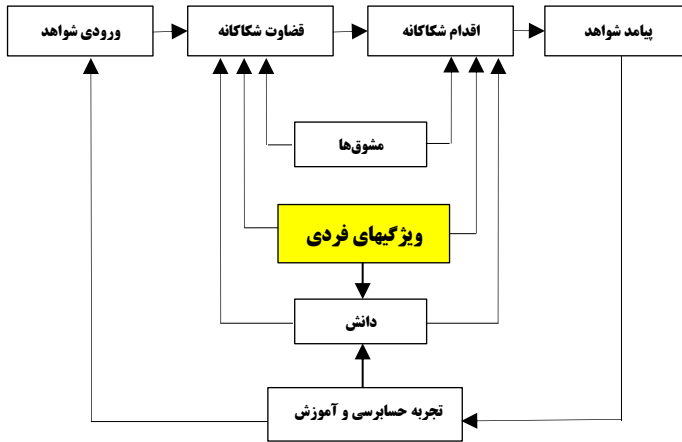 ورودی شواهد
قضاوت شکاکانه
اقدام شکاکانه
پیامد شواهد
مشوق‌ها
ویژگیهای فردی
دانش
تجربه حسابرسی و آموزش